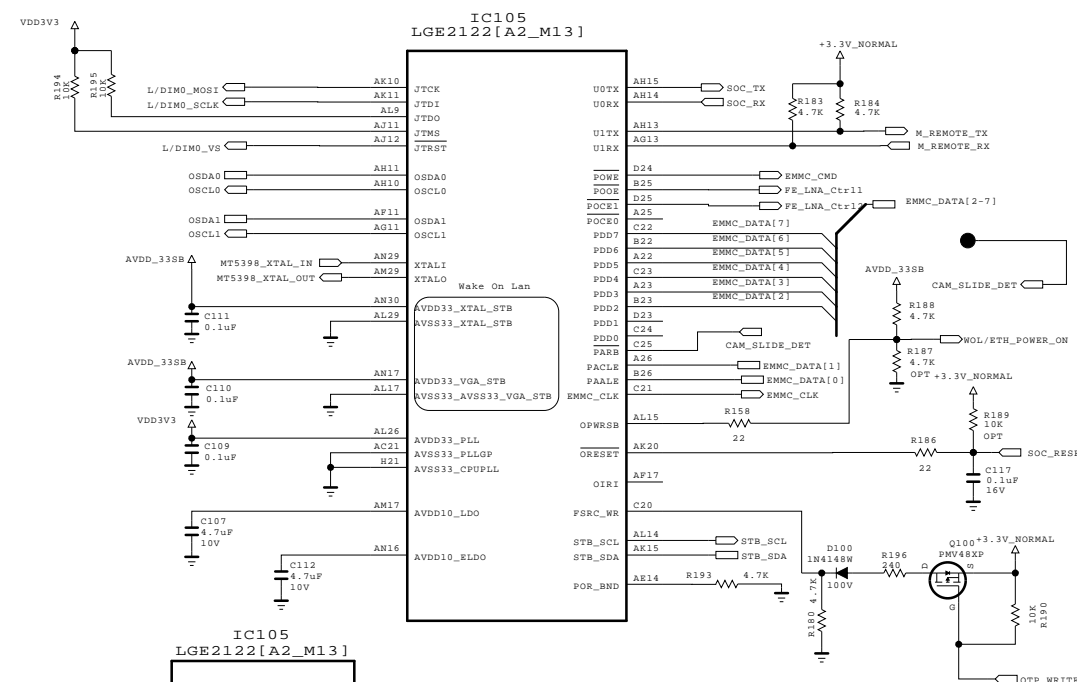 IC105
LGE2122[A2_M13]
VDD3V3
R194
10K
R195
10K
L/DIM0_MOSI
L/DIM0_SCLK
L/DIM0_VS
OSDA0
OSCL0
OSDA1
OSCL1
AVDD_33SB
MT5398_XTAL_IN
MT5398_XTAL_OUT
C111
0.1uF
AVDD_33SB
C110
0.1uF
VDD3V3
C109
0.1uF
C107
4.7uF
10V
C112
4.7uF
10V
AK10
AK11
AL9
AJ11
AJ12
AH11
AH10
AF11
AG11
AN29
AM29
AN30
AL29
AN17
AL17
AL26
AC21
H21
AM17
AN16
JTCK
JTDI
JTDO
JTMS
JTRST
OSDA0
OSCL0
OSDA1
OSCL1
XTALI
XTALO
Wake On Lan
AVDD33_XTAL_STB
AVSS33_XTAL_STB
AVDD33_VGA_STB
AVSS33_AVSS33_VGA_STB
AVDD33_PLL
AVSS33_PLLGP
AVSS33_CPUPLL
AVDD10_LDO
AVDD10_ELDO
U0TX
U0RX
U1TX
U1RX
POWE
POOE
POCE1
POCE0
PDD7
PDD6
PDD5
PDD4
PDD3
PDD2
PDD1
PDD0
PARB
PACLE
PAALE
EMMC_CLK
OPWRSB
ORESET
OIRI
FSRC_WR
STB_SCL
STB_SDA
POR_BND
AH15
AH14
AH13
AG13
D24
B25
D25
A25
C22
B22
A22
C23
A23
B23
D23
C24
C25
A26
B26
C21
AL15
AK20
AF17
C20
AL14
AK15
AE14
SOC_TX
SOC_RX
+3.3V_NORMAL
R183
4.7K
R184
4.7K
M_REMOTE_TX
M_REMOTE_RX
EMMC_CMD
FE_LNA_Ctrl1
FE_LNA_Ctrl2
EMMC_DATA[2-7]
EMMC_DATA[7]
EMMC_DATA[6]
EMMC_DATA[5]
EMMC_DATA[4]
EMMC_DATA[3]
EMMC_DATA[2]
CAM_SLIDE_DET
AVDD_33SB
CAM_SLIDE_DET
R188
4.7K
WOL/ETH_POWER_ON
R187
4.7K
OPT
EMMC_DATA[1]
EMMC_DATA[0]
EMMC_CLK
+3.3V_NORMAL
R158
22
R189
10K
OPT
R186
22
SOC_RESE
C117
0.1uF
16V
STB_SCL
STB_SDA
R193 4.7K
D100
1N4148W
100V
R196
240
Q100
PMV48XP
D
S
G
+3.3V_NORMAL
R180 4.7K
10K
R190
OTP_WRITE
IC105
LGE2122[A2_M13]